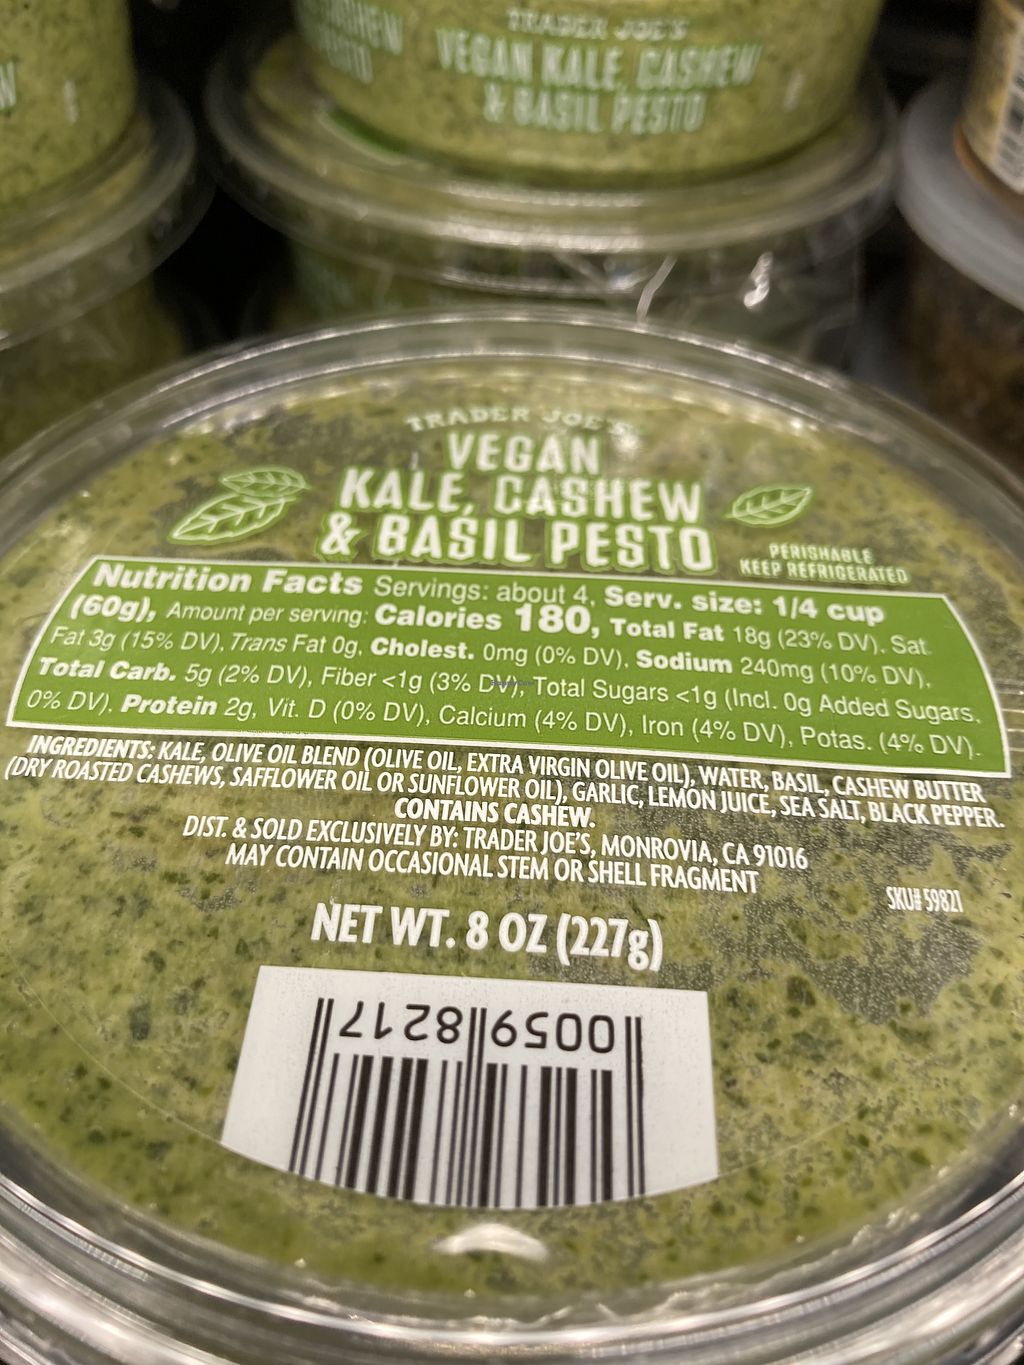 TRADER JOE'S
VEGAN KALE, CASHEW
& BASIL PESTO
TRADER JOE'S
VEGAN
KALE, CASHEW
& BASIL PESTO
PERISHABLE
KEEP REFRIGERATED
Nutrition Facts Servings: about 4, Serv. size: 1/4 cup
(60g), Amount per serving: Calories 180, Total Fat 18g (23% DV), Sat.
Fat 3g (15% DV), Trans Fat 0g, Cholest. 0mg (0% DV), Sodium 240mg (10% DV),
Total Carb. 5g (2% DV), Fiber <1g (3% DV), Total Sugars <1g (Incl. 0g Added Sugars,
0% DV), Protein 2g, Vit. D (0% DV), Calcium (4% DV), Iron (4% DV), Potas. (4% DV).
INGREDIENTS: KALE, OLIVE OIL BLEND (OLIVE OIL, EXTRA VIRGIN OLIVE OIL), WATER, BASIL, CASHEW BUTTER
(DRY ROASTED CASHEWS, SAFFLOWER OIL OR SUNFLOWER OIL), GARLIC, LEMON JUICE, SEA SALT, BLACK PEPPER.
CONTAINS CASHEW.
DIST. & SOLD EXCLUSIVELY BY: TRADER JOE'S, MONROVIA, CA 91016
MAY CONTAIN OCCASIONAL STEM OR SHELL FRAGMENT
SKU# 59821
NET WT. 8 OZ (227g)
0059 8217